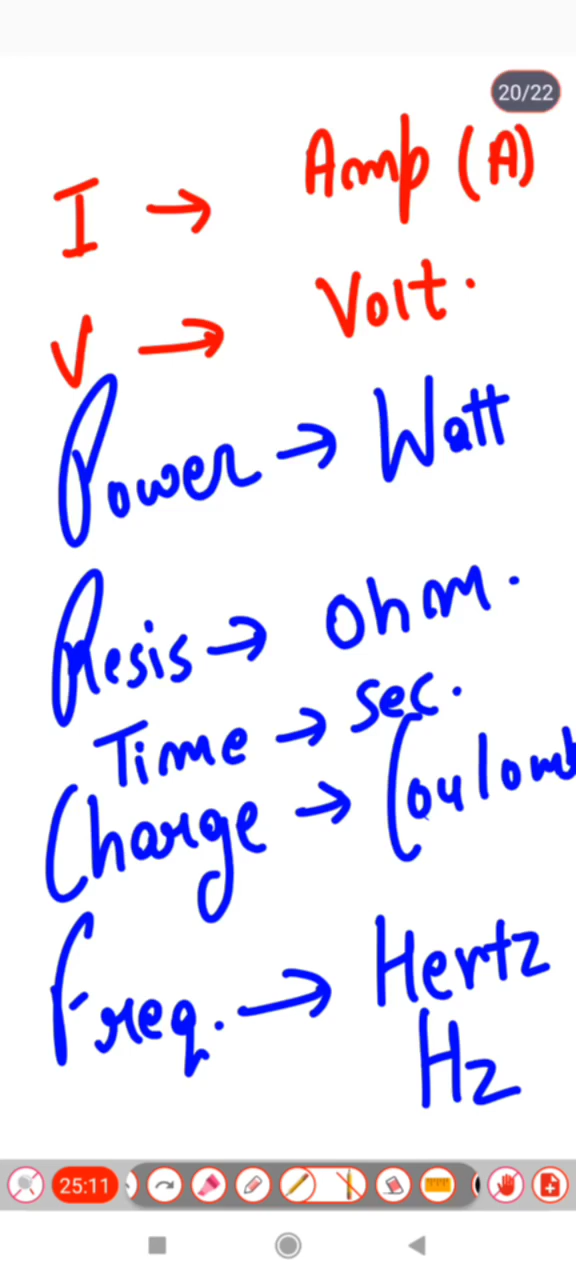 20/22
I → Amp (A)
V → Volt.
Power → Watt
Resis → Ohm.
Time → Sec.
Charge → Coulomb
Freq. → Hertz
Hz
25:11